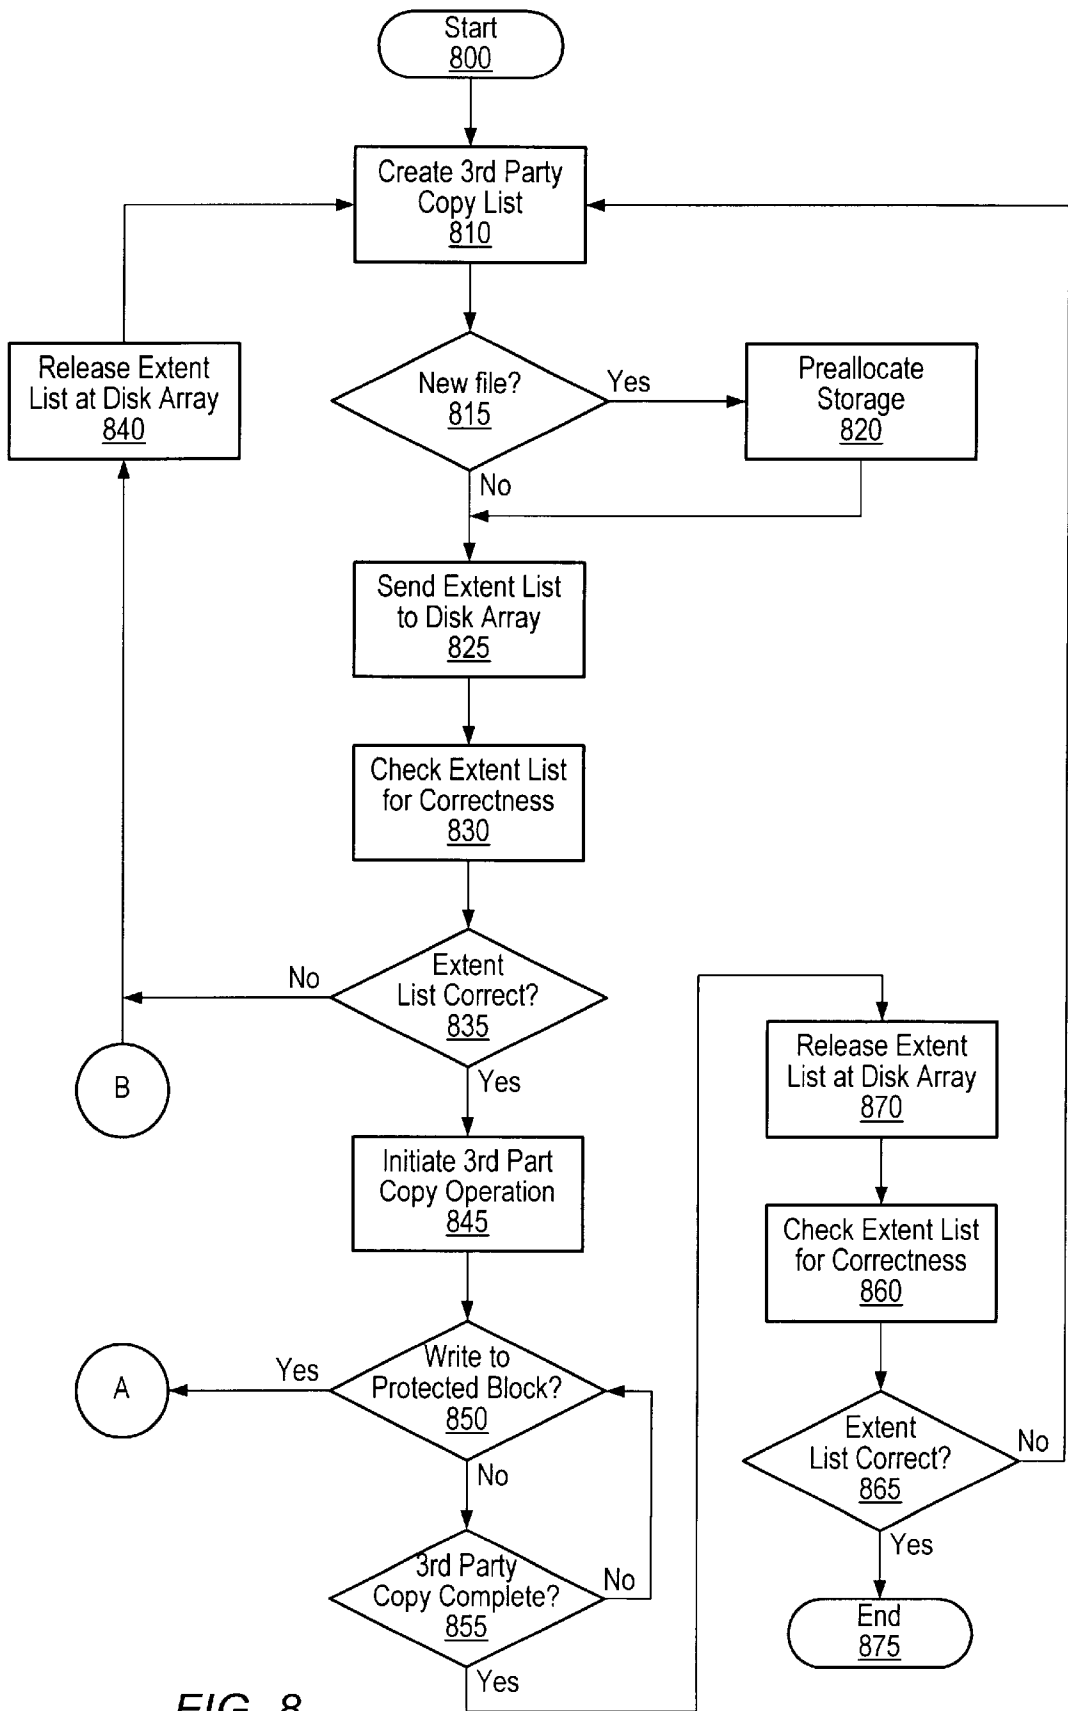 Start
800
Create 3rd Party
Copy List
810
Release Extent
List at Disk Array
840
New file?
815
Yes
Preallocate
Storage
820
No
Send Extent List
to Disk Array
825
Check Extent List
for Correctness
830
Extent
List Correct?
835
No
Yes
B
Initiate 3rd Part
Copy Operation
845
Write to
Protected Block?
850
Yes
A
No
3rd Party
Copy Complete?
855
No
Yes
Release Extent
List at Disk Array
870
Check Extent List
for Correctness
860
Extent
List Correct?
865
No
Yes
End
875
FIG. 8